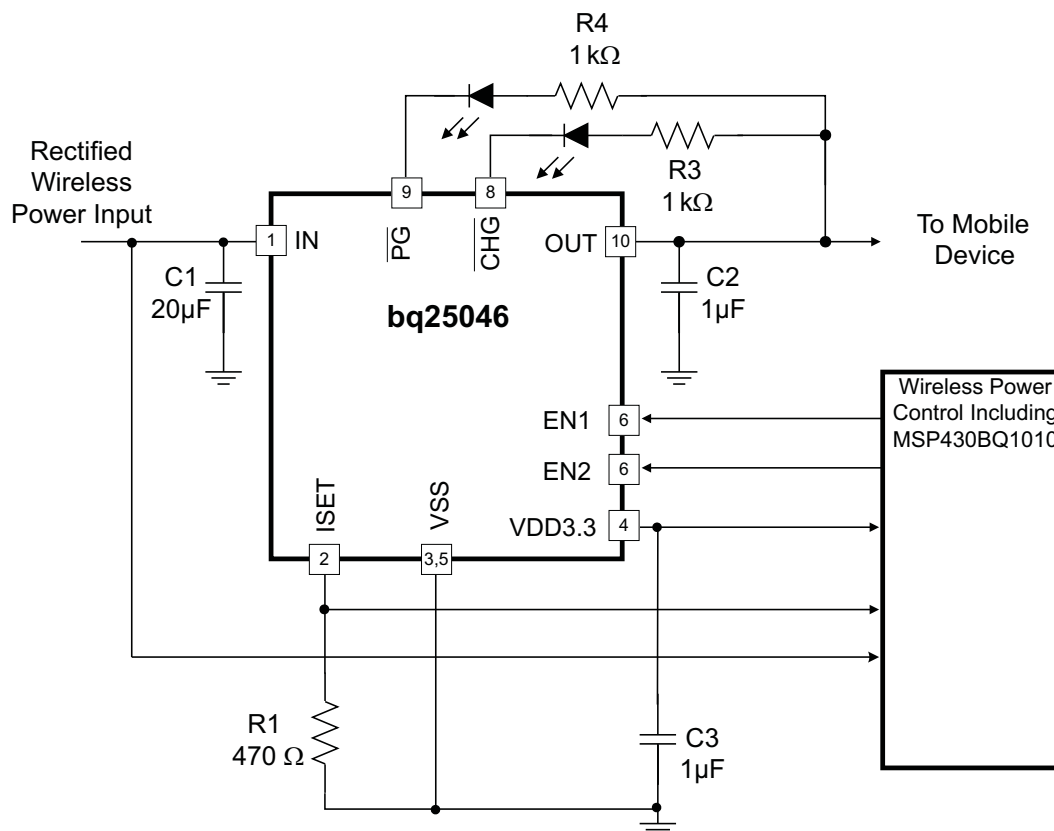 R4
1 kΩ
Rectified
Wireless
Power Input
R3
1 kΩ
9
8
PG
CHG
1
IN
OUT
10
To Mobile
Device
C1
20µF
C2
1µF
bq25046
Wireless Power
Control Including
MSP430BQ1010
EN1
6
EN2
6
ISET
VSS
VDD3.3
4
2
3,5
R1
470 Ω
C3
1µF